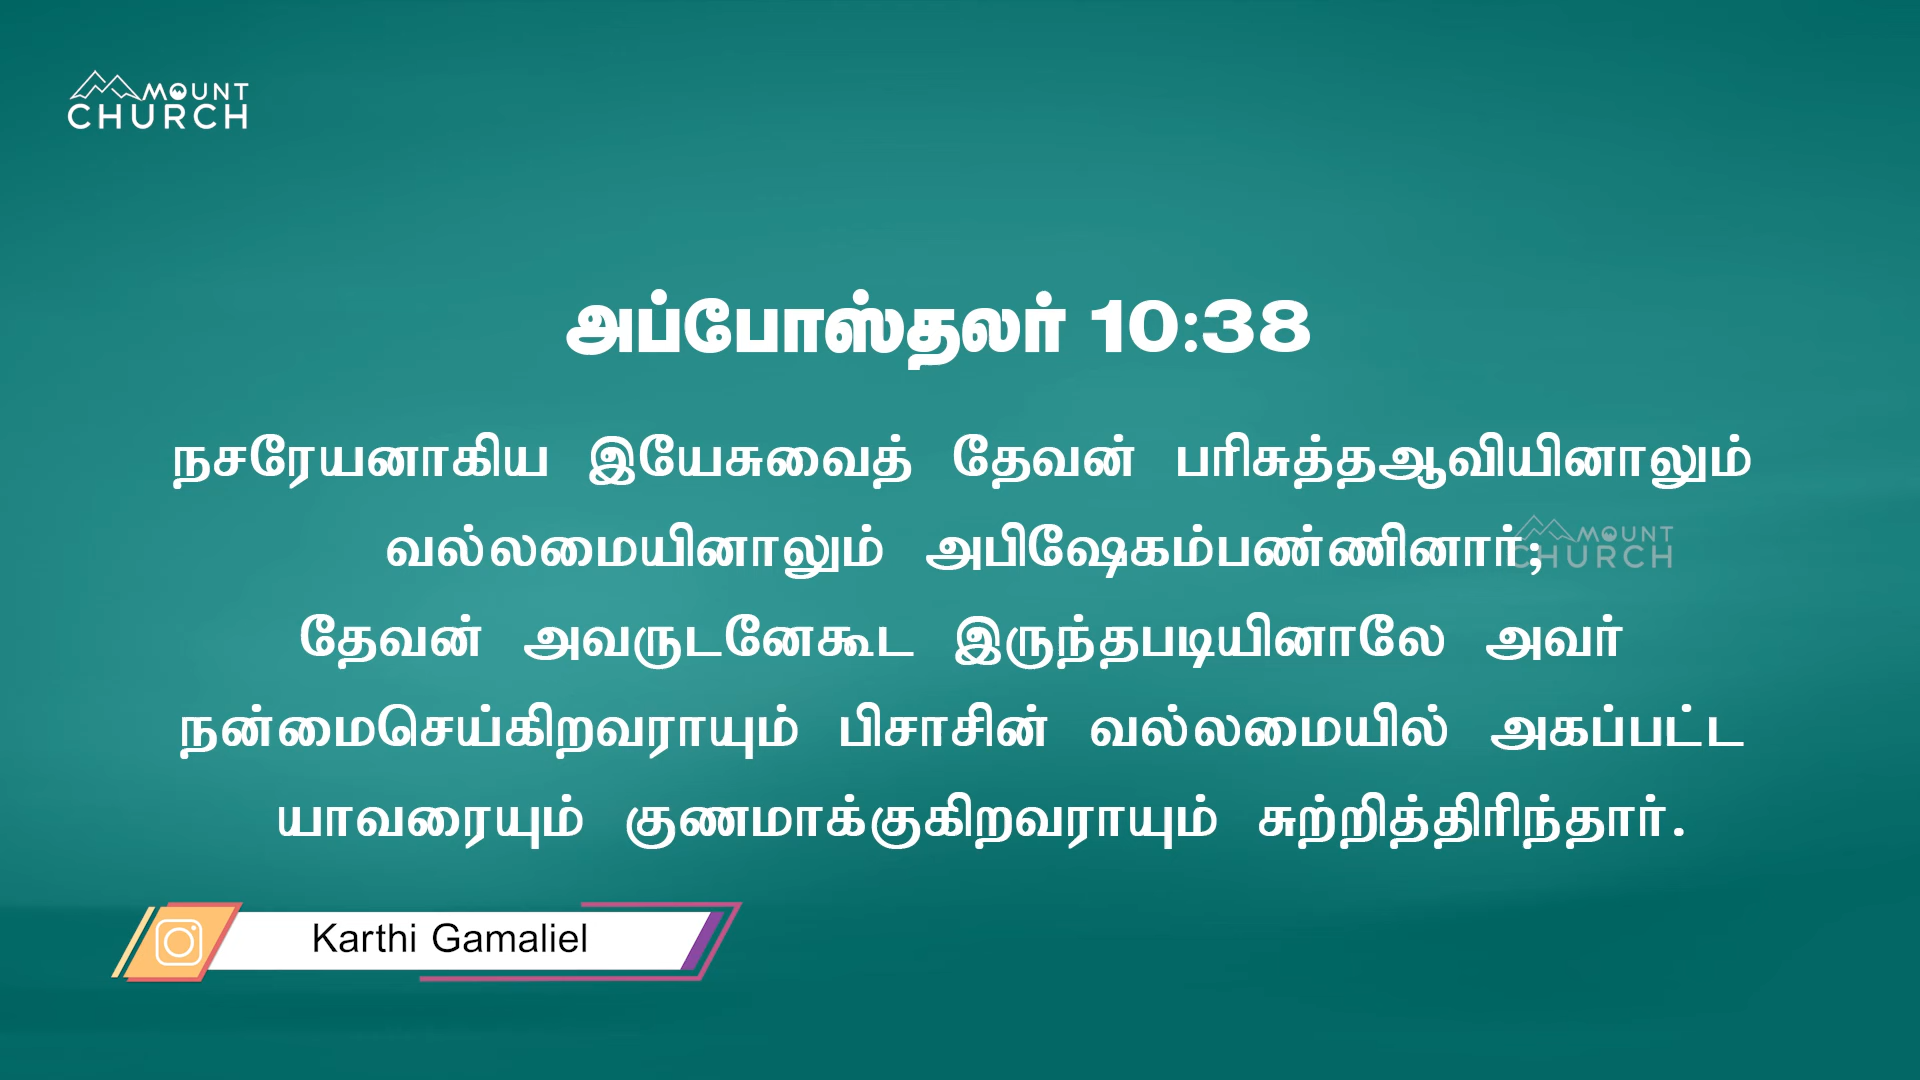 MOUNT
CHURCH
அப்போஸ்தலர் 10:38
நசரேயனாகிய இயேசுவைத் தேவன் பரிசுத்தஆவியினாலும்
வல்லமையினாலும் அபிஷேகம்பண்ணினார்;
MOUNT
CHURCH
தேவன் அவருடனேகூட இருந்தபடியினாலே அவர்
நன்மைசெய்கிறவராயும் பிசாசின் வல்லமையில் அகப்பட்ட
யாவரையும் குணமாக்குகிறவராயும் சுற்றித்திரிந்தார்.
Karthi Gamaliel